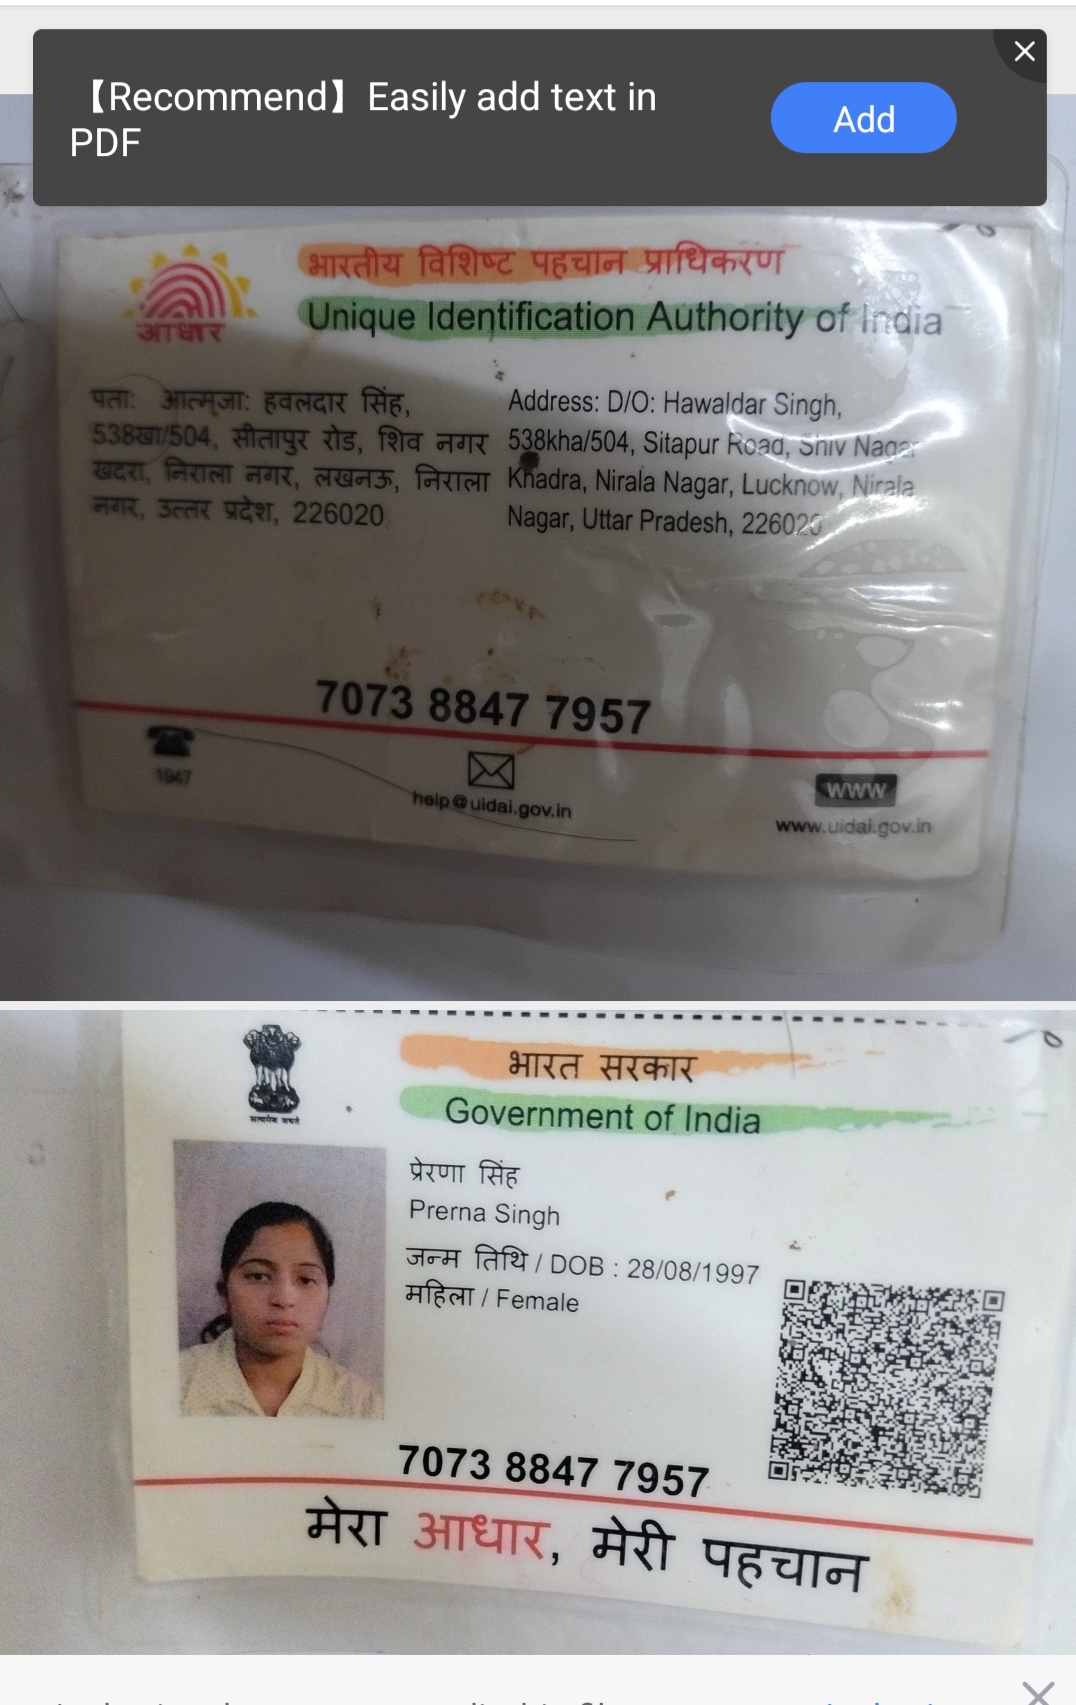 【Recommend】Easily add text in
PDF
Add
भारतीय विशिष्ट पहचान प्राधिकरण
Unique Identification Authority of India
आधार
पता: आत्मजा: हवलदार सिंह,
538खा/504, सीतापुर रोड, शिव नगर
खदरा, निराला नगर, लखनऊ, निराला
नगर, उत्तर प्रदेश, 226020
Address: D/O: Hawaldar Singh,
538kha/504, Sitapur Road, Shiv Nagar
Khadra, Nirala Nagar, Lucknow, Nirala
Nagar, Uttar Pradesh, 226020
7073 8847 7957
1947
help@uidai.gov.in
WWW
www.uidai.gov.in
भारत सरकार
Government of India
सत्यमेव जयते
प्रेरणा सिंह
Prerna Singh
जन्म तिथि / DOB : 28/08/1997
महिला / Female
7073 8847 7957
मेरा आधार, मेरी पहचान